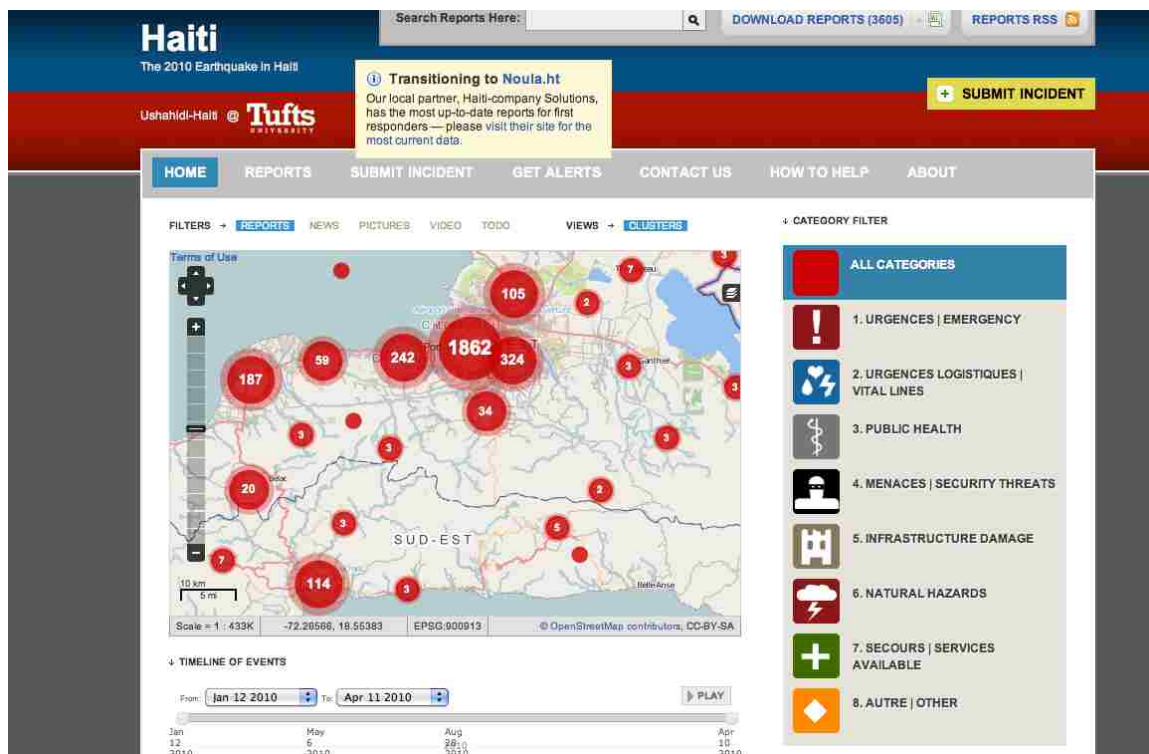 Search Reports Here:
DOWNLOAD REPORTS (3605)
REPORTS RSS
Haiti
The 2010 Earthquake in Haiti
Transitioning to Noula.ht
Our local partner, Haiti-company Solutions,
has the most up-to-date reports for first
responders — please visit their site for the
most current data.
+ SUBMIT INCIDENT
Ushahidi-Haiti @ Tufts
UNIVERSITY
HOME REPORTS SUBMIT INCIDENT GET ALERTS CONTACT US HOW TO HELP ABOUT
FILTERS → REPORTS NEWS PICTURES VIDEO TODO VIEWS → CLUSTERS
Terms of Use
3
7
105
2
1862
242
324
59
187
3
Ganthier
3
34
3
3
3
20
2
3
5
SUD-EST
7
114
3
Belle Anse
10 km
5 mi
Scale = 1 : 433K -72.26566, 18.55383 EPSG:900913 © OpenStreetMap contributors, CC-BY-SA
↓ CATEGORY FILTER
ALL CATEGORIES
1. URGENCES | EMERGENCY
2. URGENCES LOGISTIQUES |
VITAL LINES
3. PUBLIC HEALTH
4. MENACES | SECURITY THREATS
5. INFRASTRUCTURE DAMAGE
6. NATURAL HAZARDS
7. SECOURS | SERVICES
AVAILABLE
8. AUTRE | OTHER
↓ TIMELINE OF EVENTS
From: Jan 12 2010 To: Apr 11 2010 PLAY
Jan May Aug Apr
12 6 10